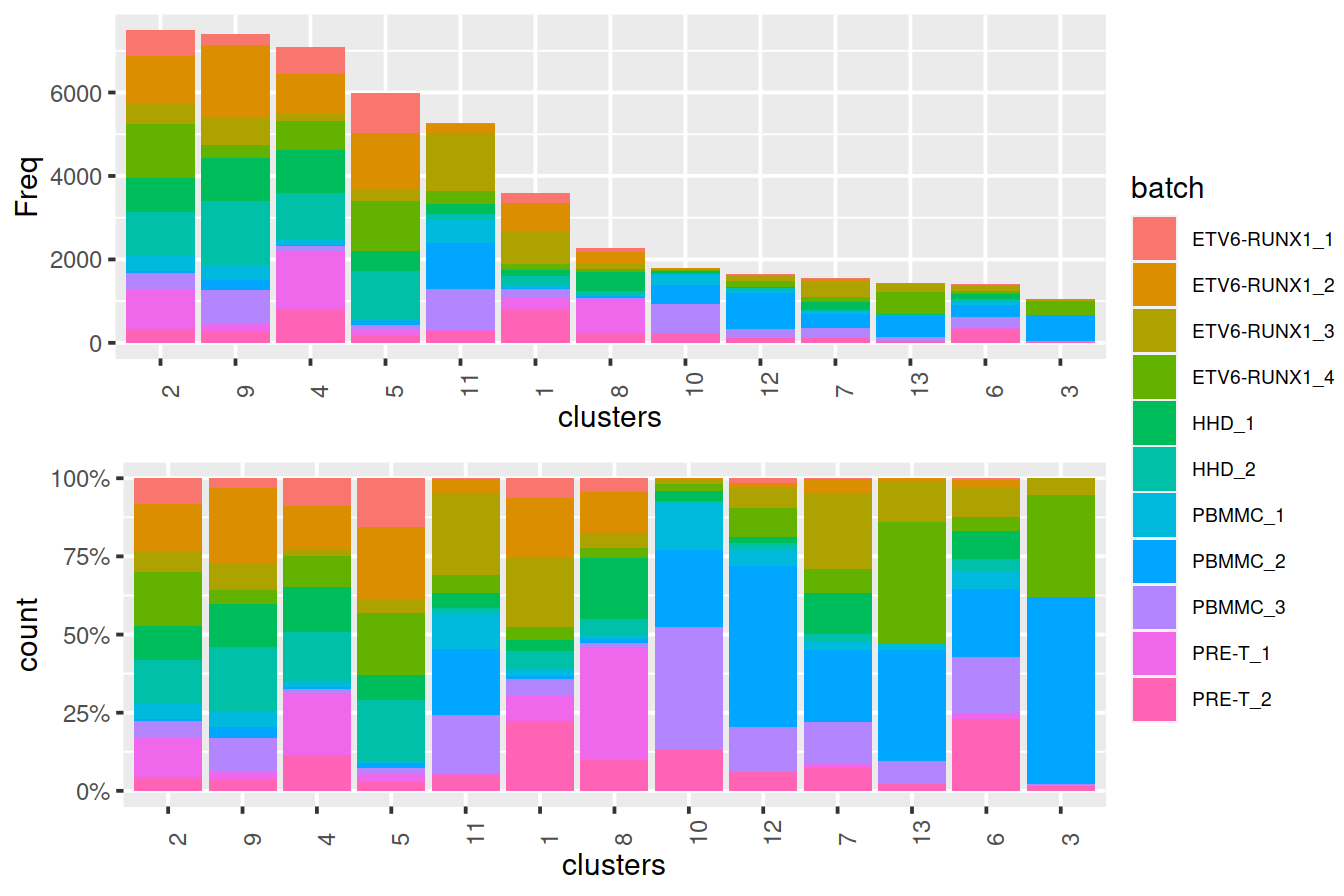 Freq
6000
4000
2000
0
2 9 4 5 11 1 8 10 12 7 13 6 3
clusters
count
100%
75%
50%
25%
0%
2 9 4 5 11 1 8 10 12 7 13 6 3
clusters
batch
ETV6-RUNX1_1
ETV6-RUNX1_2
ETV6-RUNX1_3
ETV6-RUNX1_4
HHD_1
HHD_2
PBMMC_1
PBMMC_2
PBMMC_3
PRE-T_1
PRE-T_2